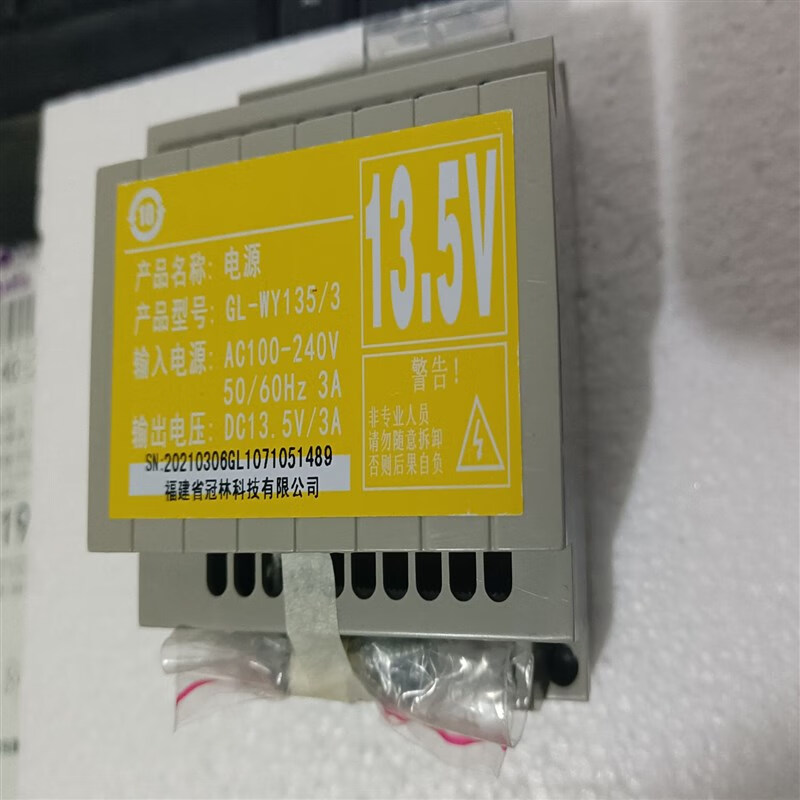 10
13.5V
产品名称: 电源
产品型号: GL-WY135/3
输入电源: AC100-240V
50/60Hz 3A
输出电压: DC13.5V/3A
SN:20210306GL1071051489
福建省冠林科技有限公司
警告!
非专业人员
请勿随意拆卸
否则后果自负
19